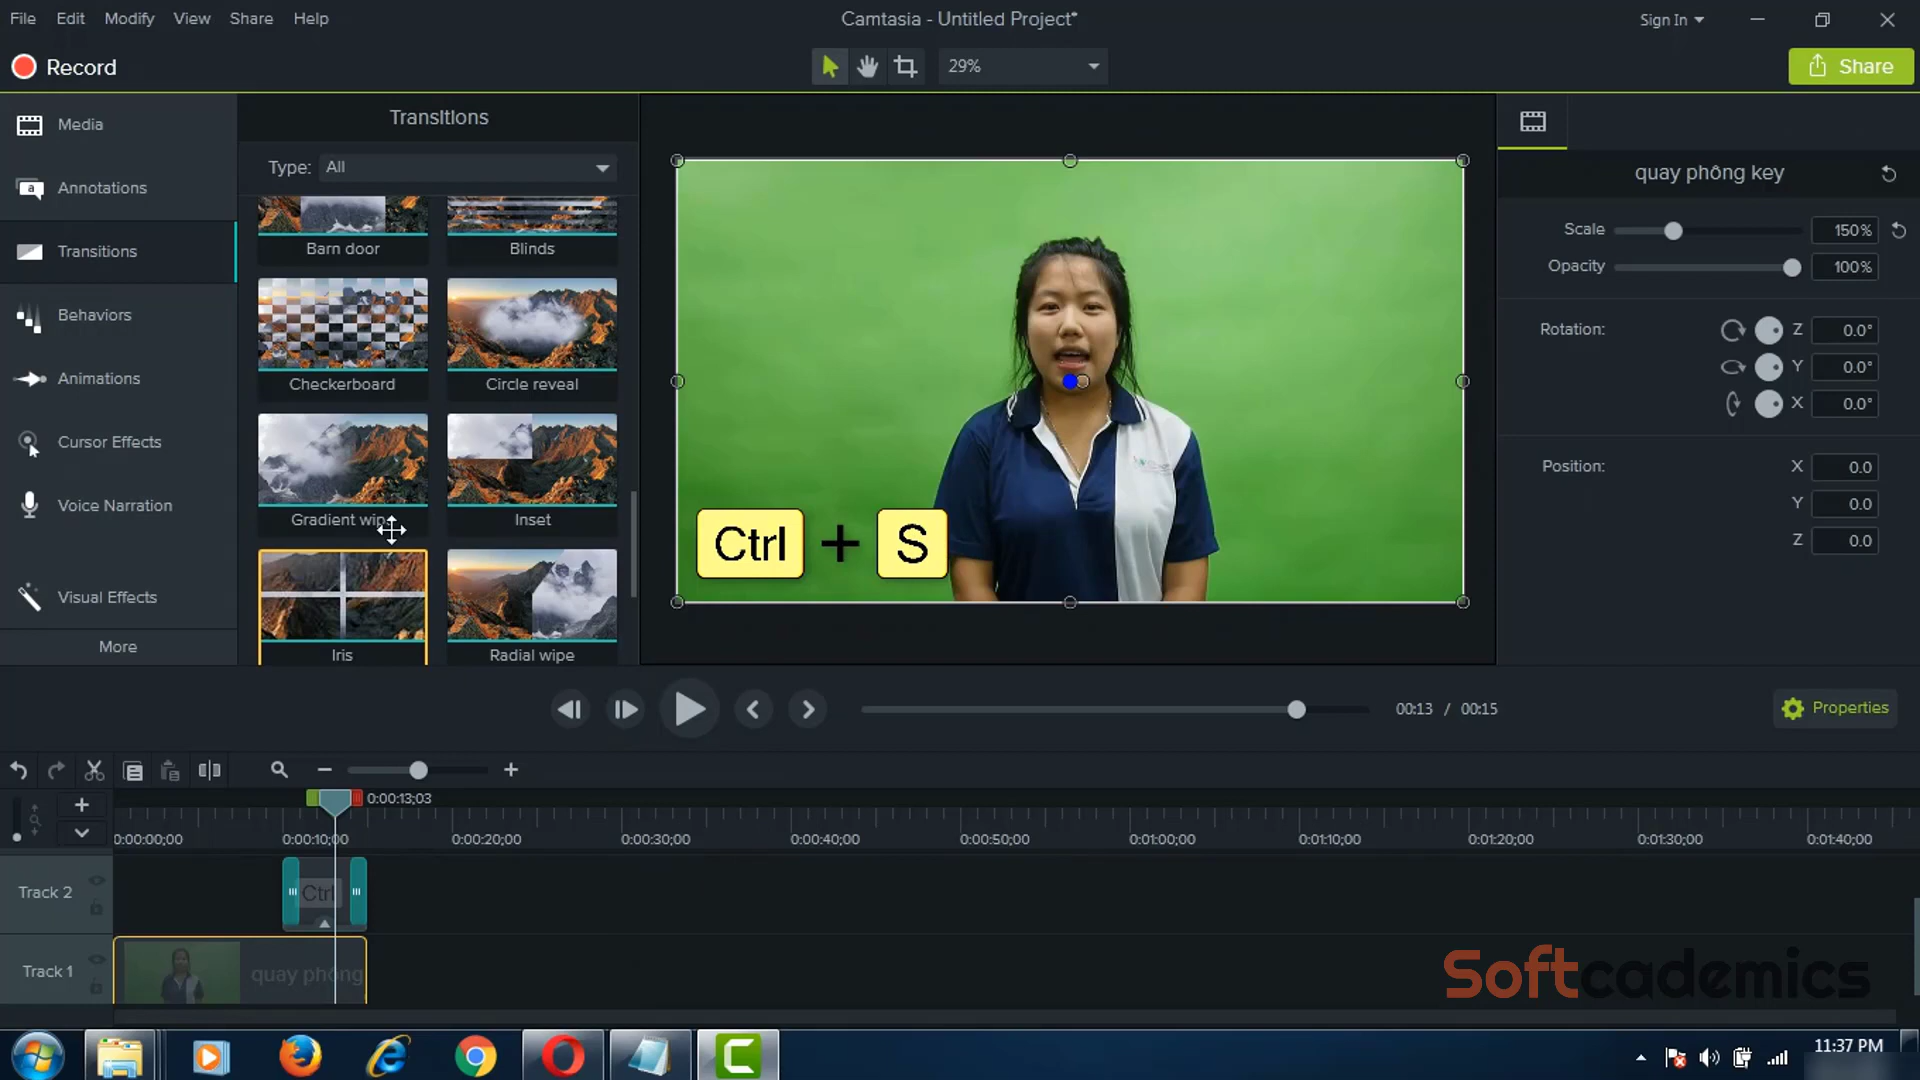 File Edit Modify View Share Help
Camtasia - Untitled Project*
Sign In
Record
29%
Share
Media
Annotations
Transitions
Behaviors
Animations
Cursor Effects
Voice Narration
Visual Effects
More
Transitions
Type: All
Barn door Blinds
Checkerboard Circle reveal
Gradient wipe Inset
Iris Radial wipe
Ctrl + S
quay phông key
Scale 150%
Opacity 100%
Rotation: Z 0.0°
Y 0.0°
X 0.0°
Position: X 0.0
Y 0.0
Z 0.0
00:13 / 00:15
Properties
0:00:13;03
0:00:00;00 0:00:10;00 0:00:20;00 0:00:30;00 0:00:40;00 0:00:50;00 0:01:00;00 0:01:10;00 0:01:20;00 0:01:30;00 0:01:40;00
Track 2
Ctrl
Track 1
quay phông
Softcademics
11:37 PM